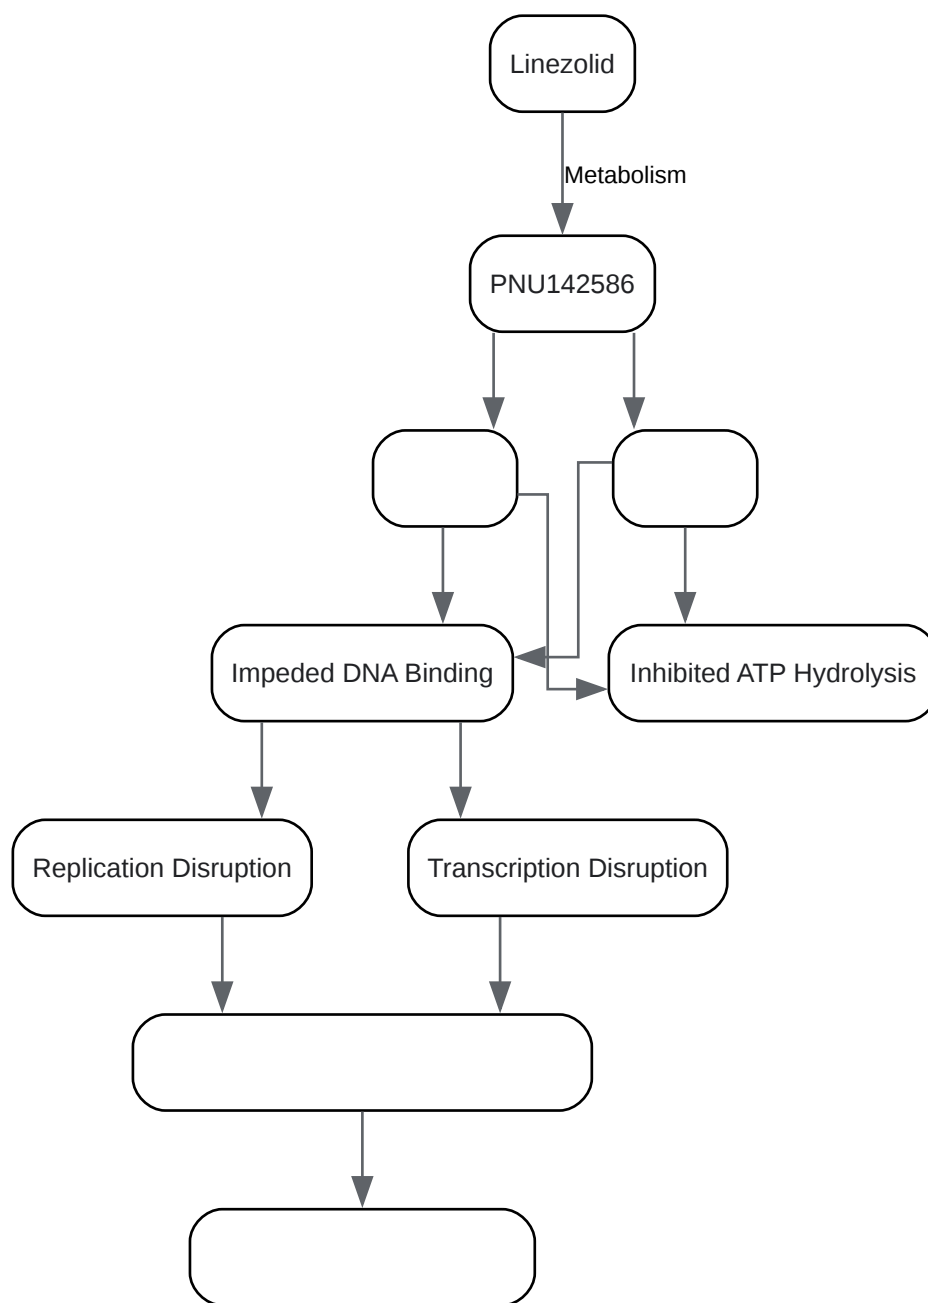 Linezolid
Metabolism
PNU142586
Impeded DNA Binding
Inhibited ATP Hydrolysis
Replication Disruption
Transcription Disruption